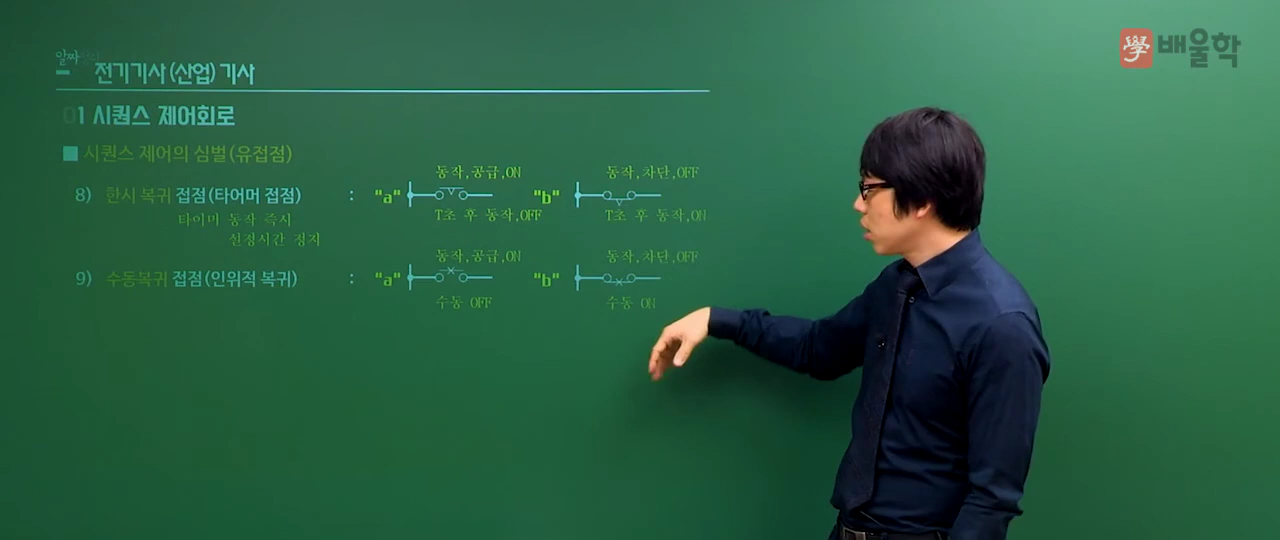 學 배울학
알짜
전기기사(산업)기사
01 시퀀스 제어회로
■ 시퀀스 제어의 심벌(유접점)
동작,공급,ON 동작,차단,OFF
8) 한시 복귀 접점(타어머 접점) : "a" "b"
타이머 동작 즉시 T초 후 동작,OFF T초 후 동작,ON
설정시간 정지
동작,공급,ON 동작,차단,OFF
9) 수동복귀 접점(인위적 복귀) : "a" "b"
수동 OFF 수동 ON